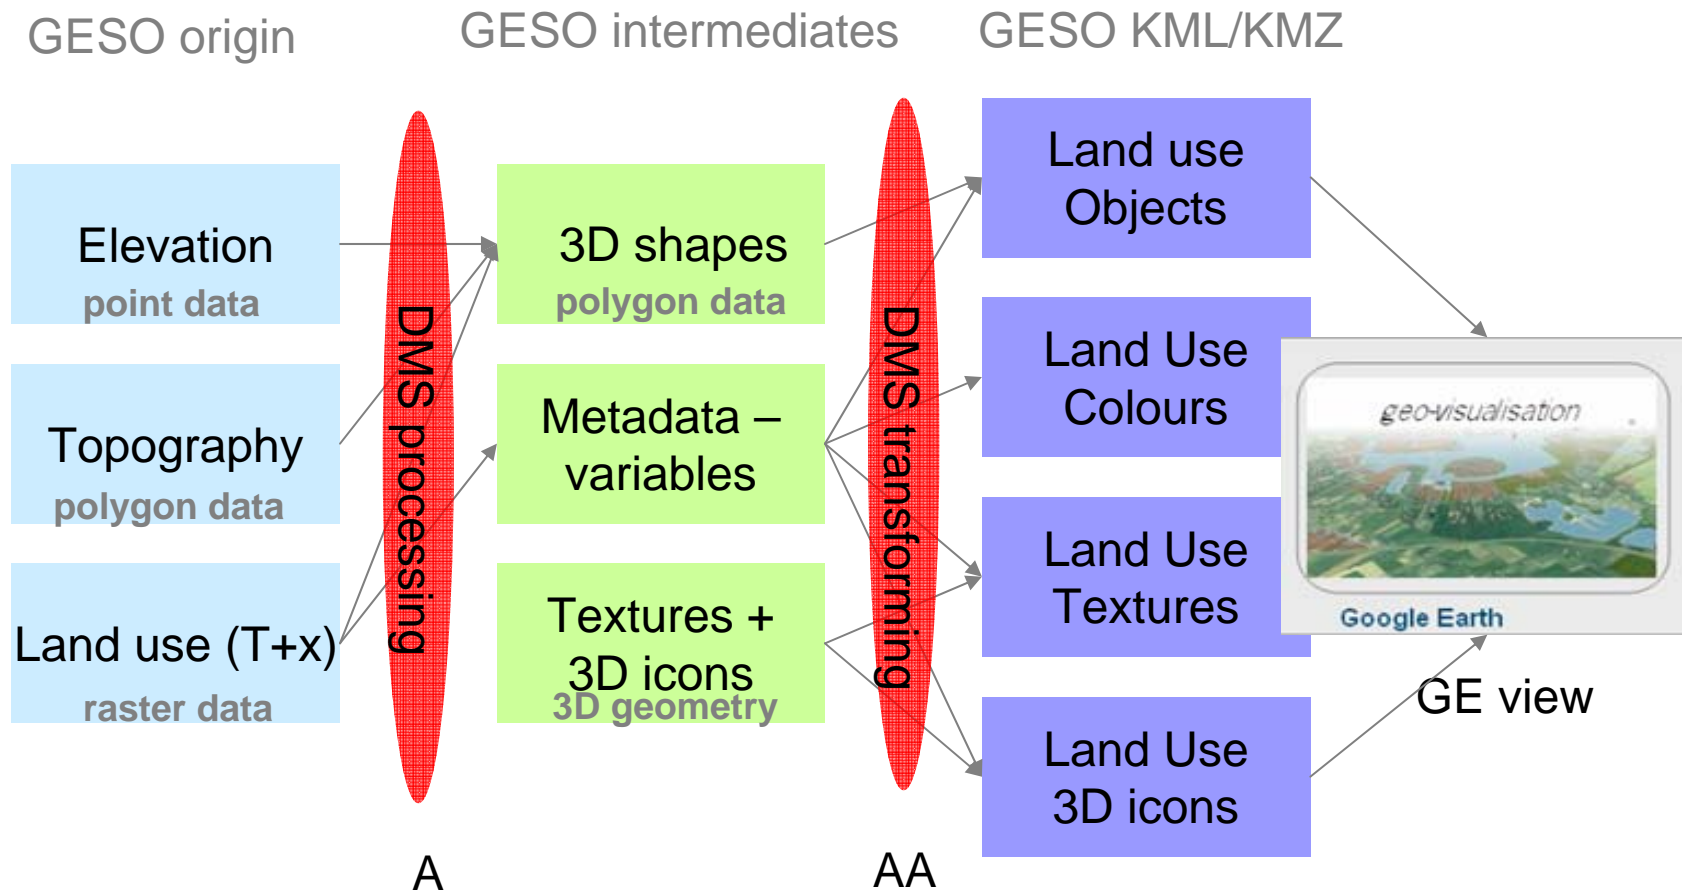 GESO origin
GESO intermediates
GESO KML/KMZ
Elevation
point data
Topography
polygon data
Land use (T+x)
raster data
DMS processing
A
3D shapes
polygon data
Metadata –
variables
Textures +
3D icons
3D geometry
DMS transforming
AA
Land use
Objects
Land Use
Colours
Land Use
Textures
Land Use
3D icons
geo-visualisation
Google Earth
GE view